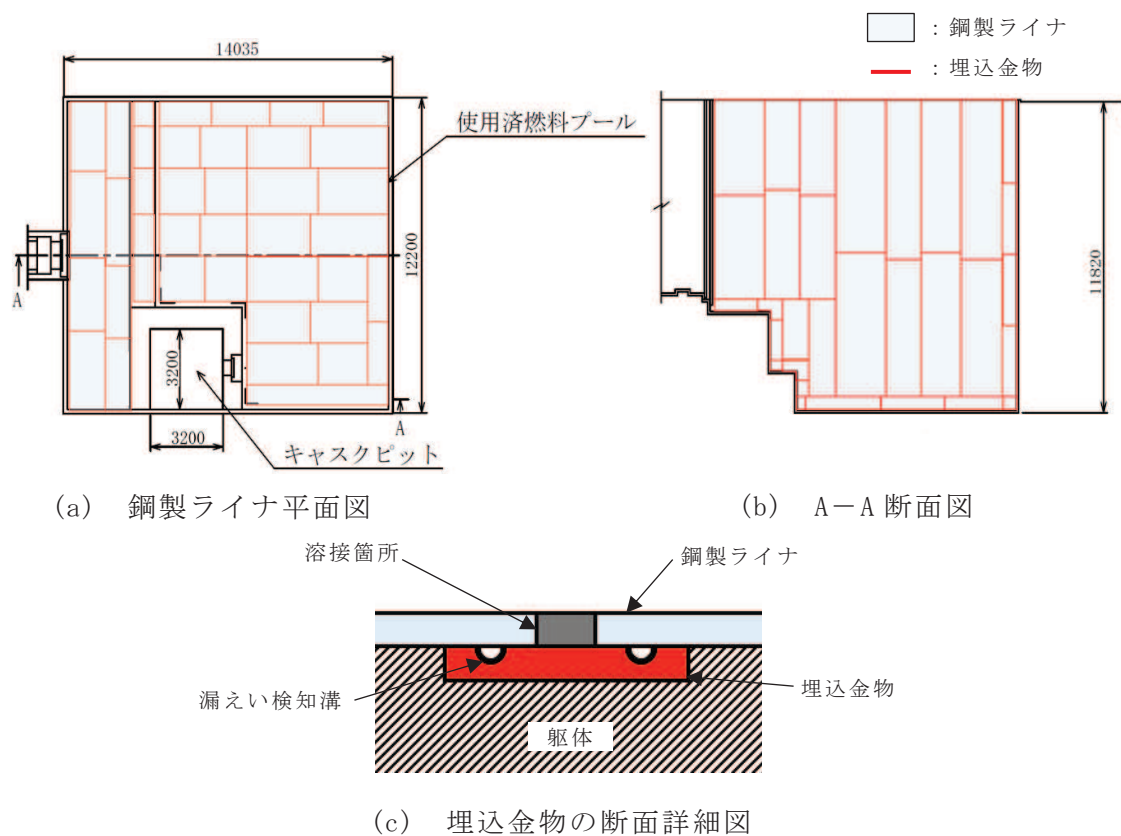 ：鋼製ライナ
：埋込金物
14035
使用済燃料プール
12200
A
3200
3200
A
キャスクピット
11820
(a) 鋼製ライナ平面図
(b) A－A 断面図
溶接箇所
鋼製ライナ
漏えい検知溝
埋込金物
躯体
(c) 埋込金物の断面詳細図